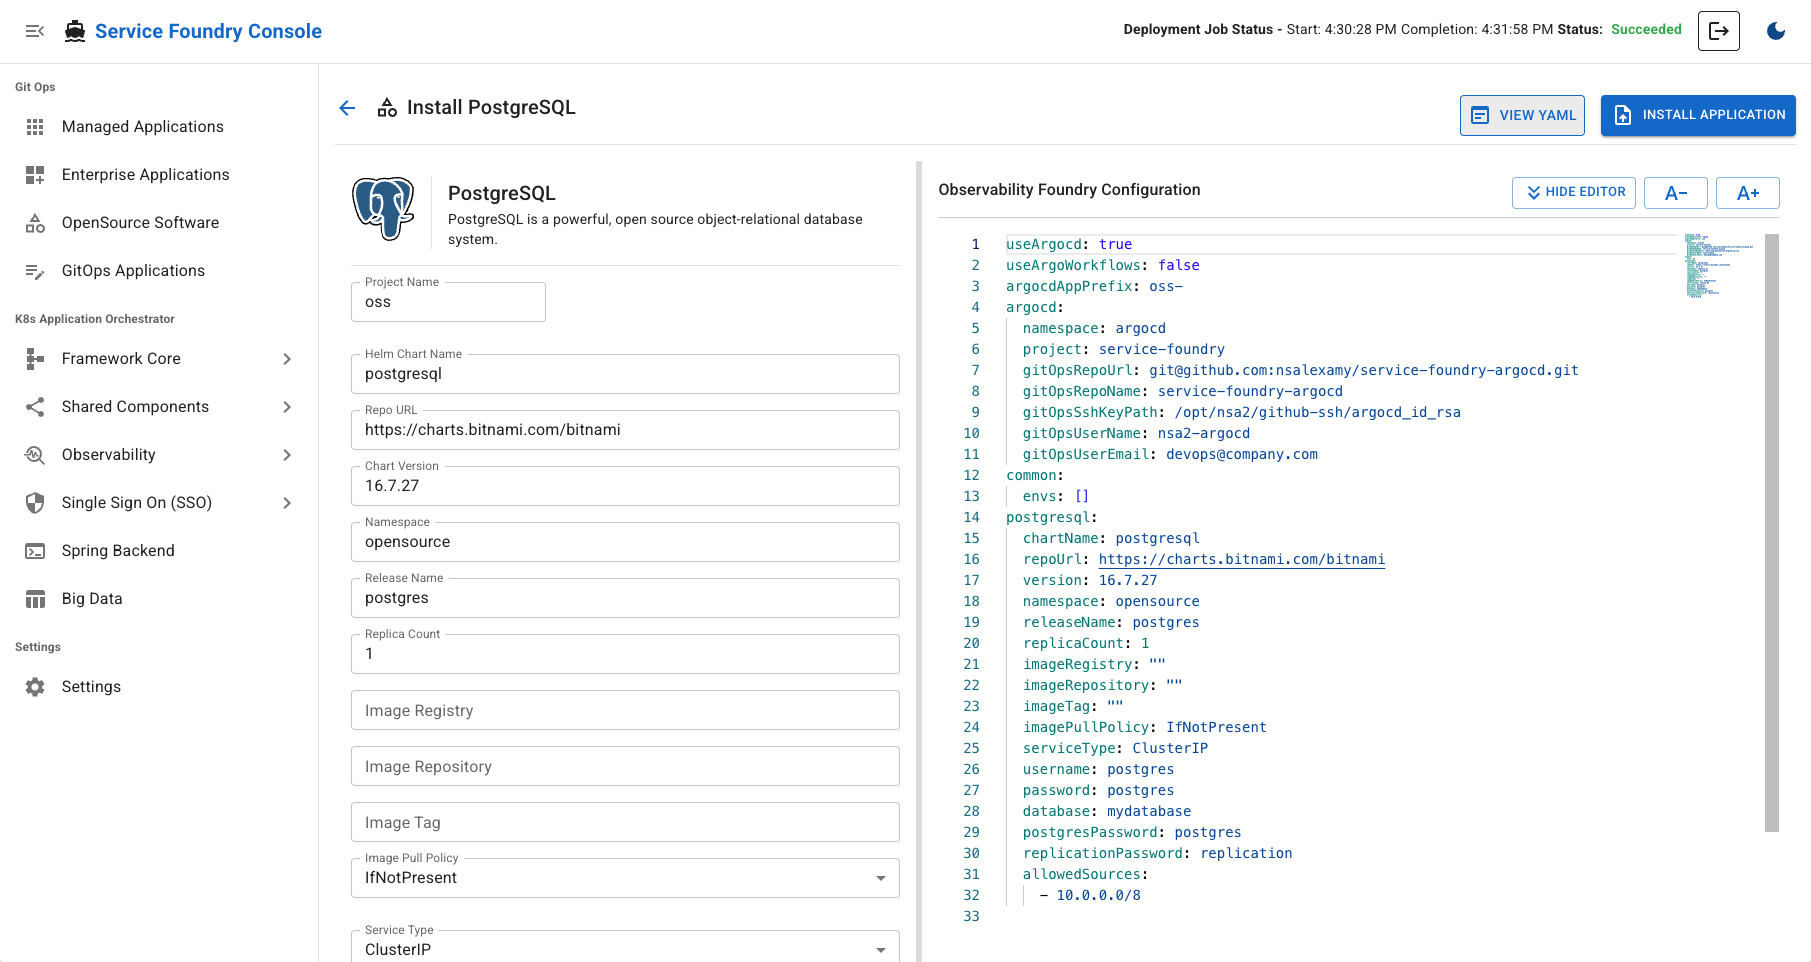 Service Foundry Console
Deployment Job Status - Start: 4:30:28 PM Completion: 4:31:58 PM Status: Succeeded
Git Ops
Managed Applications
Enterprise Applications
OpenSource Software
GitOps Applications
K8s Application Orchestrator
Framework Core
Shared Components
Observability
Single Sign On (SSO)
Spring Backend
Big Data
Settings
Settings
Install PostgreSQL
VIEW YAML
INSTALL APPLICATION
PostgreSQL
PostgreSQL is a powerful, open source object-relational database
system.
Project Name
oss
Helm Chart Name
postgresql
Repo URL
https://charts.bitnami.com/bitnami
Chart Version
16.7.27
Namespace
opensource
Release Name
postgres
Replica Count
1
Image Registry
Image Repository
Image Tag
Image Pull Policy
IfNotPresent
Service Type
ClusterIP
Observability Foundry Configuration
HIDE EDITOR
A-
A+
1 useArgocd: true
2 useArgoWorkflows: false
3 argocdAppPrefix: oss-
4 argocd:
5 namespace: argocd
6 project: service-foundry
7 gitOpsRepoUrl: git@github.com:nsalexamy/service-foundry-argocd.git
8 gitOpsRepoName: service-foundry-argocd
9 gitOpsSshKeyPath: /opt/nsa2/github-ssh/argocd_id_rsa
10 gitOpsUserName: nsa2-argocd
11 gitOpsUserEmail: devops@company.com
12 common:
13 envs: []
14 postgresql:
15 chartName: postgresql
16 repoUrl: https://charts.bitnami.com/bitnami
17 version: 16.7.27
18 namespace: opensource
19 releaseName: postgres
20 replicaCount: 1
21 imageRegistry: ""
22 imageRepository: ""
23 imageTag: ""
24 imagePullPolicy: IfNotPresent
25 serviceType: ClusterIP
26 username: postgres
27 password: postgres
28 database: mydatabase
29 postgresPassword: postgres
30 replicationPassword: replication
31 allowedSources:
32 - 10.0.0.0/8
33